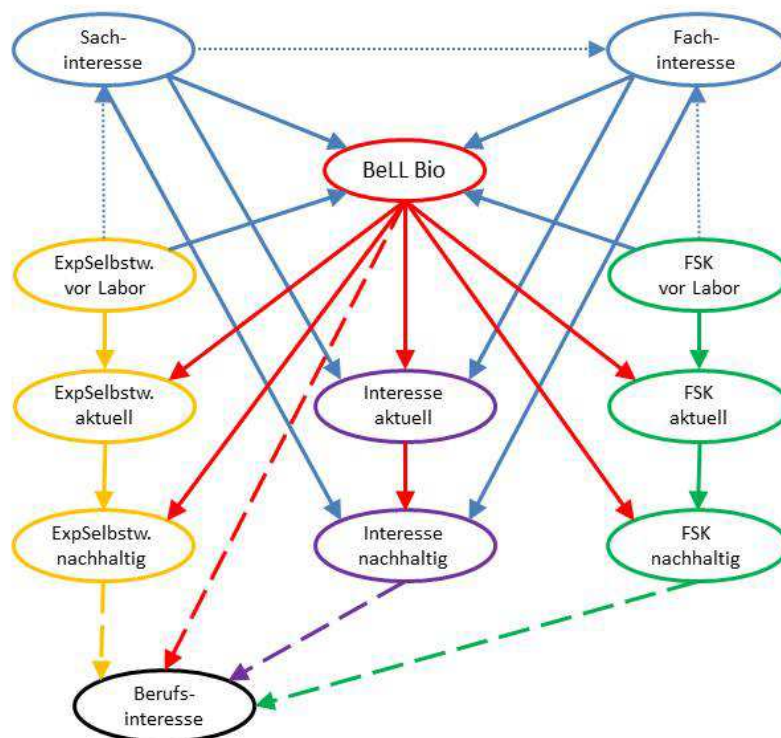 Sach-
interesse
Fach-
interesse
BeLL Bio
ExpSelbstw.
vor Labor
FSK
vor Labor
ExpSelbstw.
aktuell
Interesse
aktuell
FSK
aktuell
ExpSelbstw.
nachhaltig
Interesse
nachhaltig
FSK
nachhaltig
Berufs-
interesse